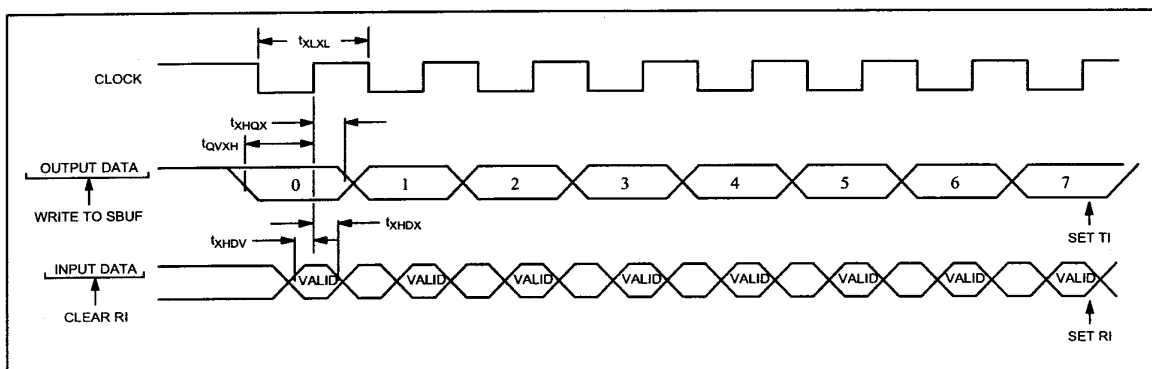 tXLXL
CLOCK
tXHQX
tQVXH
OUTPUT DATA
0 1 2 3 4 5 6 7
WRITE TO SBUF
SET TI
tXHDX
tXHDV
INPUT DATA
VALID VALID VALID VALID VALID VALID VALID VALID
CLEAR RI
SET RI